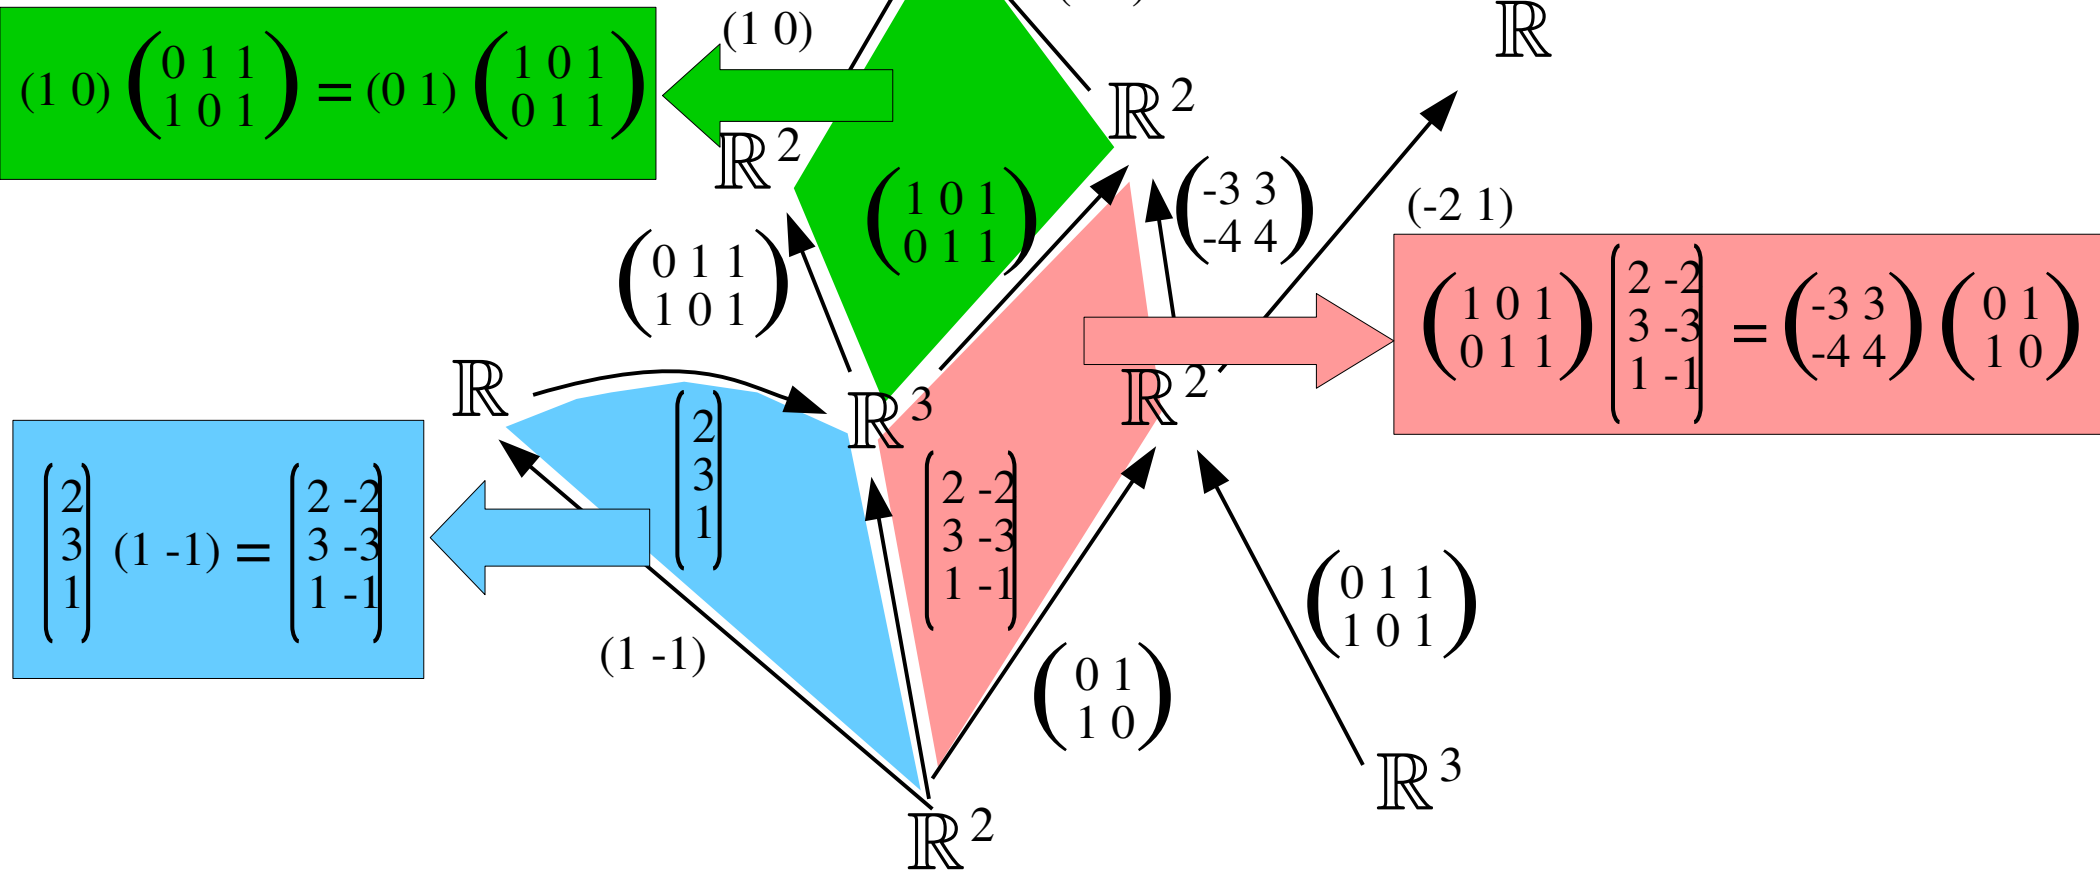 (1 0)
ℝ
(1 0) (0 1 1
1 0 1) = (0 1) (1 0 1
0 1 1)
ℝ²
ℝ²
(1 0 1
0 1 1)
(-3 3
-4 4)
(-2 1)
(0 1 1
1 0 1)
(1 0 1
0 1 1) (2 -2
3 -3
1 -1) = (-3 3
-4 4) (0 1
1 0)
ℝ
ℝ³
ℝ²
(2
3
1)
(2 -2
3 -3
1 -1)
(2
3
1) (1 -1) = (2 -2
3 -3
1 -1)
(0 1 1
1 0 1)
(1 -1)
(0 1
1 0)
ℝ³
ℝ²